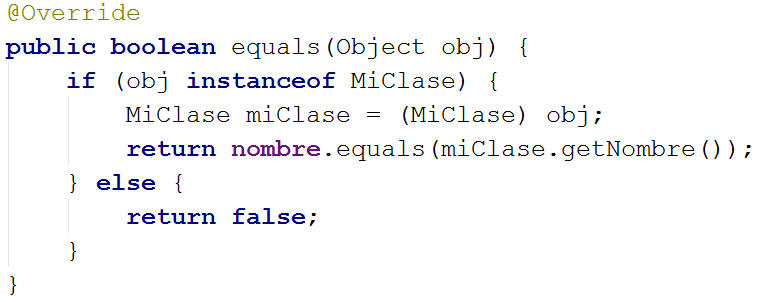 @Override
public boolean equals(Object obj) {
    if (obj instanceof MiClase) {
        MiClase miClase = (MiClase) obj;
        return nombre.equals(miClase.getNombre());
    } else {
        return false;
    }
}